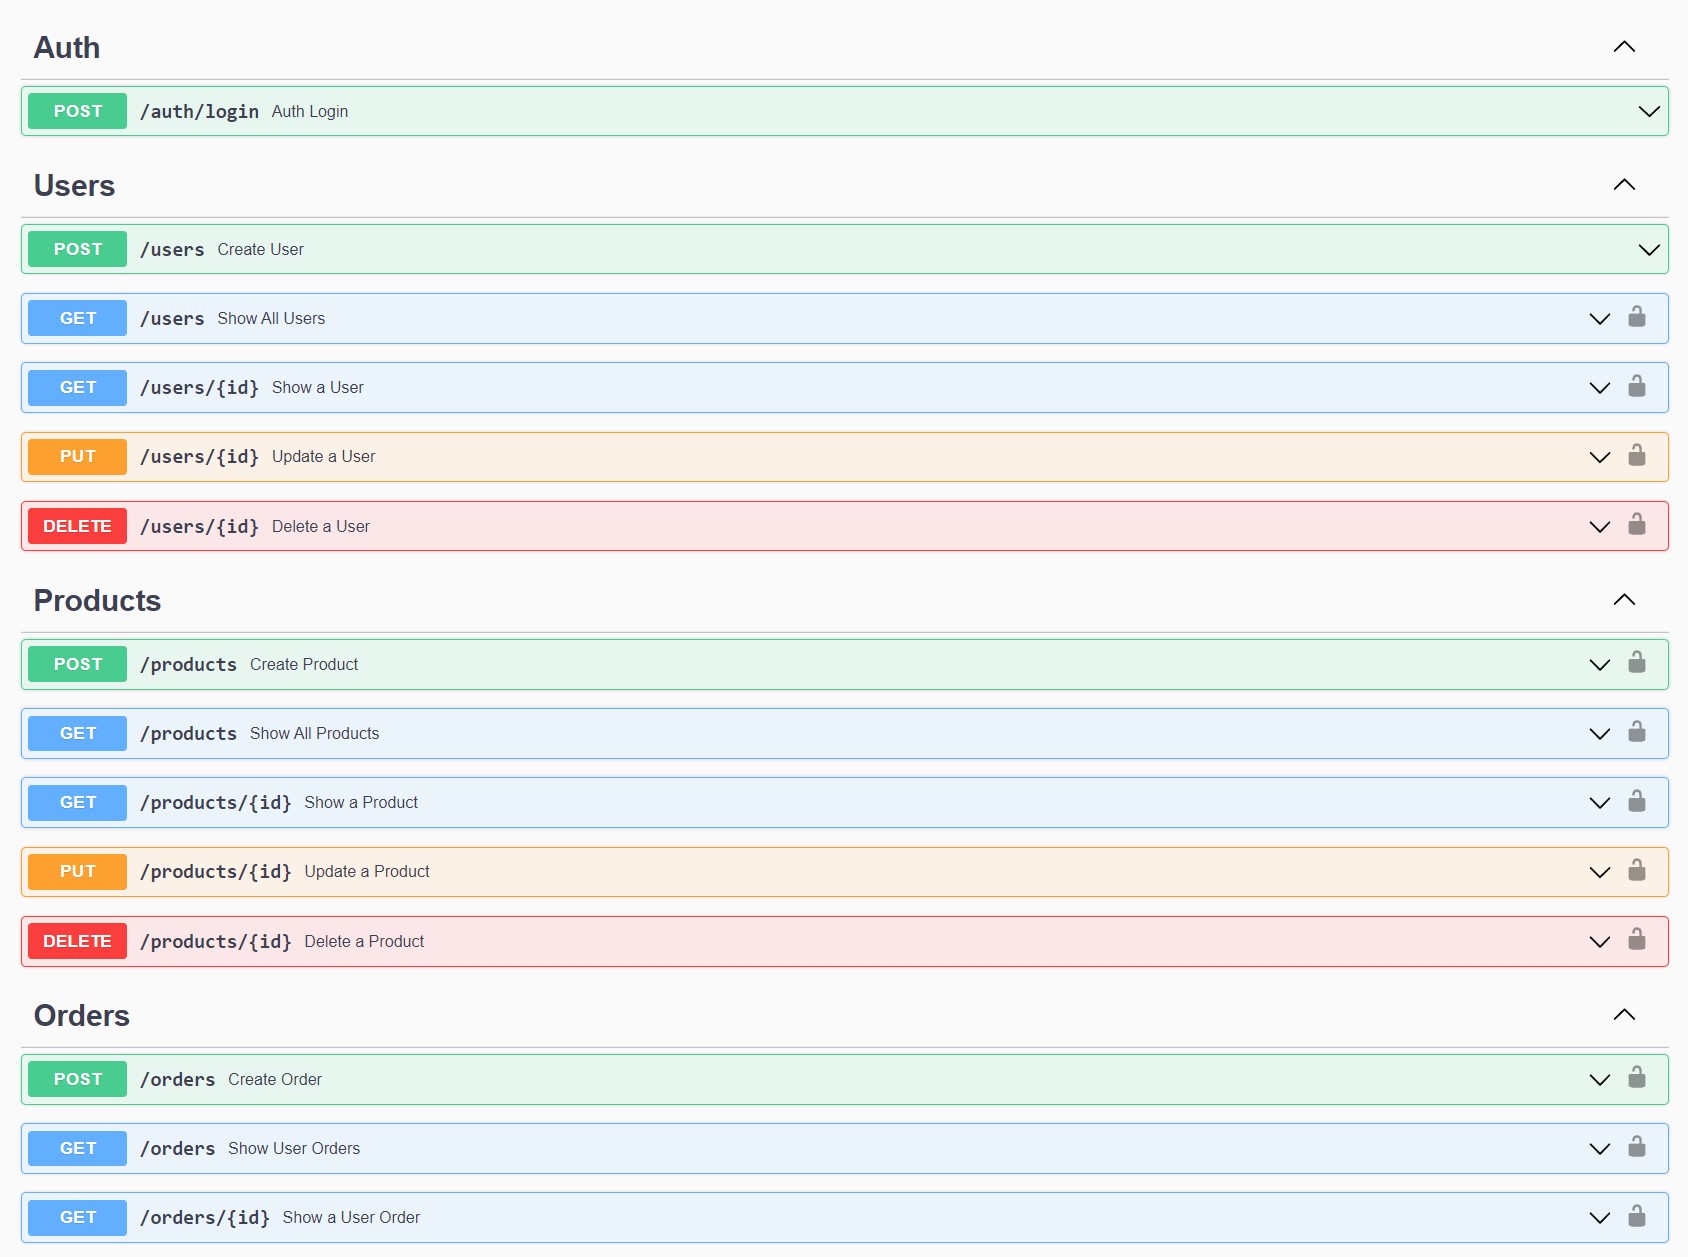 Auth
POST /auth/login Auth Login
Users
POST /users Create User
GET /users Show All Users
GET /users/{id} Show a User
PUT /users/{id} Update a User
DELETE /users/{id} Delete a User
Products
POST /products Create Product
GET /products Show All Products
GET /products/{id} Show a Product
PUT /products/{id} Update a Product
DELETE /products/{id} Delete a Product
Orders
POST /orders Create Order
GET /orders Show User Orders
GET /orders/{id} Show a User Order